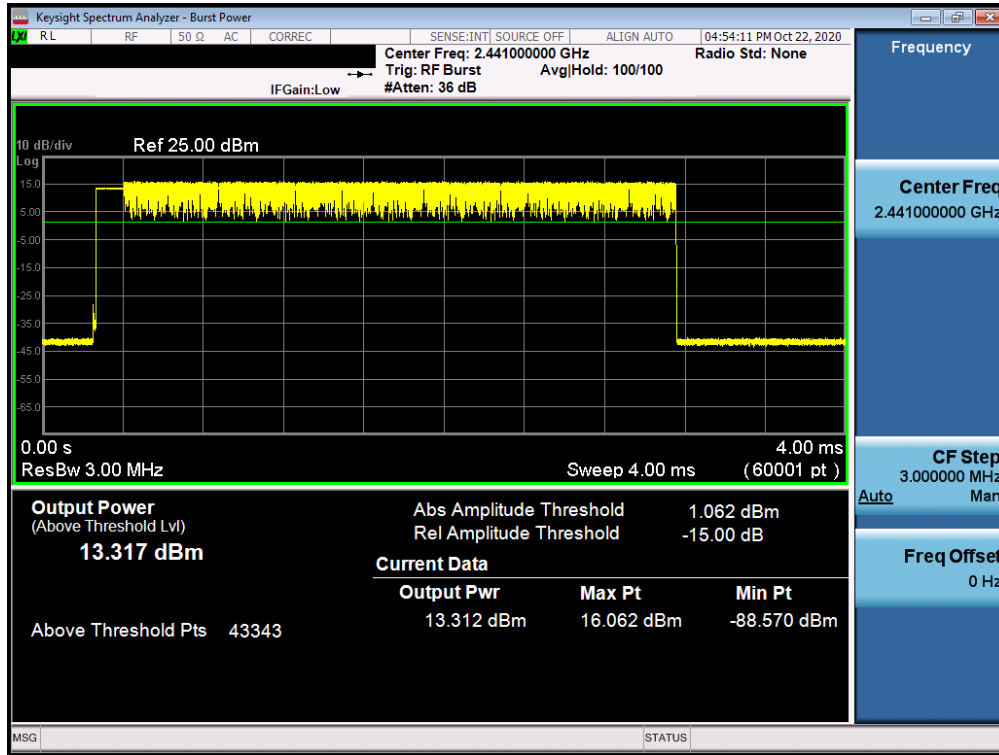 Keysight Spectrum Analyzer - Burst Power
LXI RL RF 50 Ω AC CORREC SENSE:INT SOURCE OFF ALIGN AUTO 04:54:11 PM Oct 22, 2020
Center Freq: 2.441000000 GHz Radio Std: None
Trig: RF Burst Avg|Hold: 100/100
IFGain:Low #Atten: 36 dB
10 dB/div Ref 25.00 dBm
Log
15.0
5.00
-5.00
-15.0
-25.0
-35.0
-45.0
-55.0
-65.0
0.00 s 4.00 ms
ResBw 3.00 MHz Sweep 4.00 ms (60001 pt)
Output Power
(Above Threshold Lvl)
13.317 dBm
Above Threshold Pts 43343
Abs Amplitude Threshold 1.062 dBm
Rel Amplitude Threshold -15.00 dB
Current Data
Output Pwr Max Pt Min Pt
13.312 dBm 16.062 dBm -88.570 dBm
MSG STATUS
Frequency
Center Freq
2.441000000 GHz
CF Step
3.000000 MHz
Auto Man
Freq Offset
0 Hz